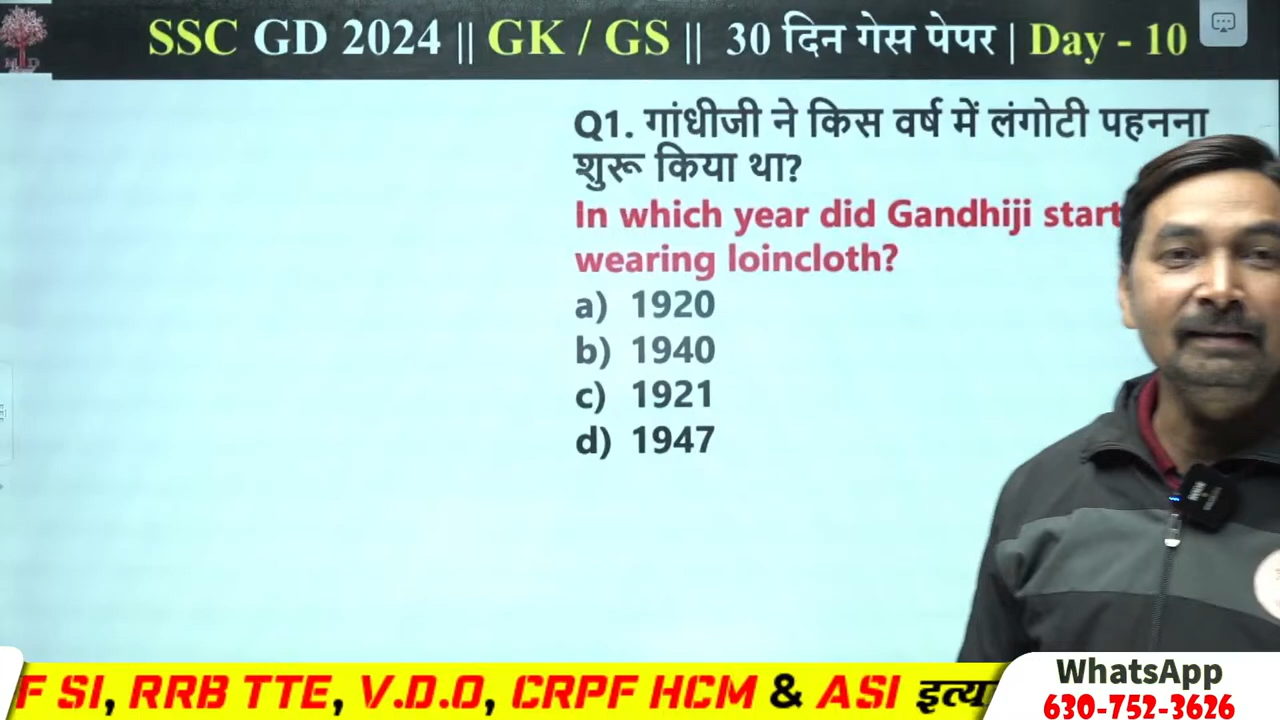 SSC GD 2024 || GK / GS || 30 दिन गेस पेपर | Day - 10
Q1. गांधीजी ने किस वर्ष में लंगोटी पहनना
शुरू किया था?
In which year did Gandhiji start
wearing loincloth?
a) 1920
b) 1940
c) 1921
d) 1947
F SI, RRB TTE, V.D.O, CRPF HCM & ASI
WhatsApp
630-752-3626